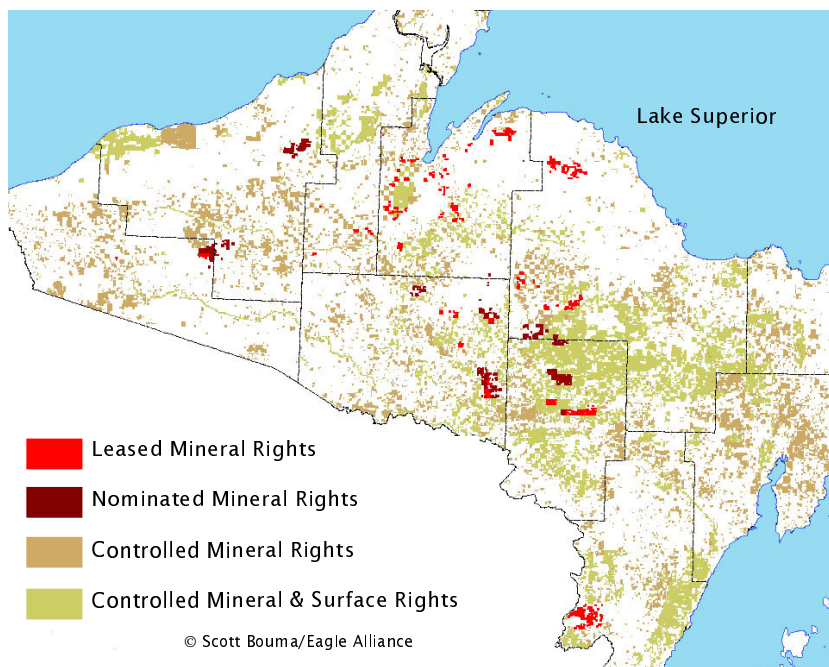 Lake Superior
Leased Mineral Rights
Nominated Mineral Rights
Controlled Mineral Rights
Controlled Mineral & Surface Rights
© Scott Bouma/Eagle Alliance